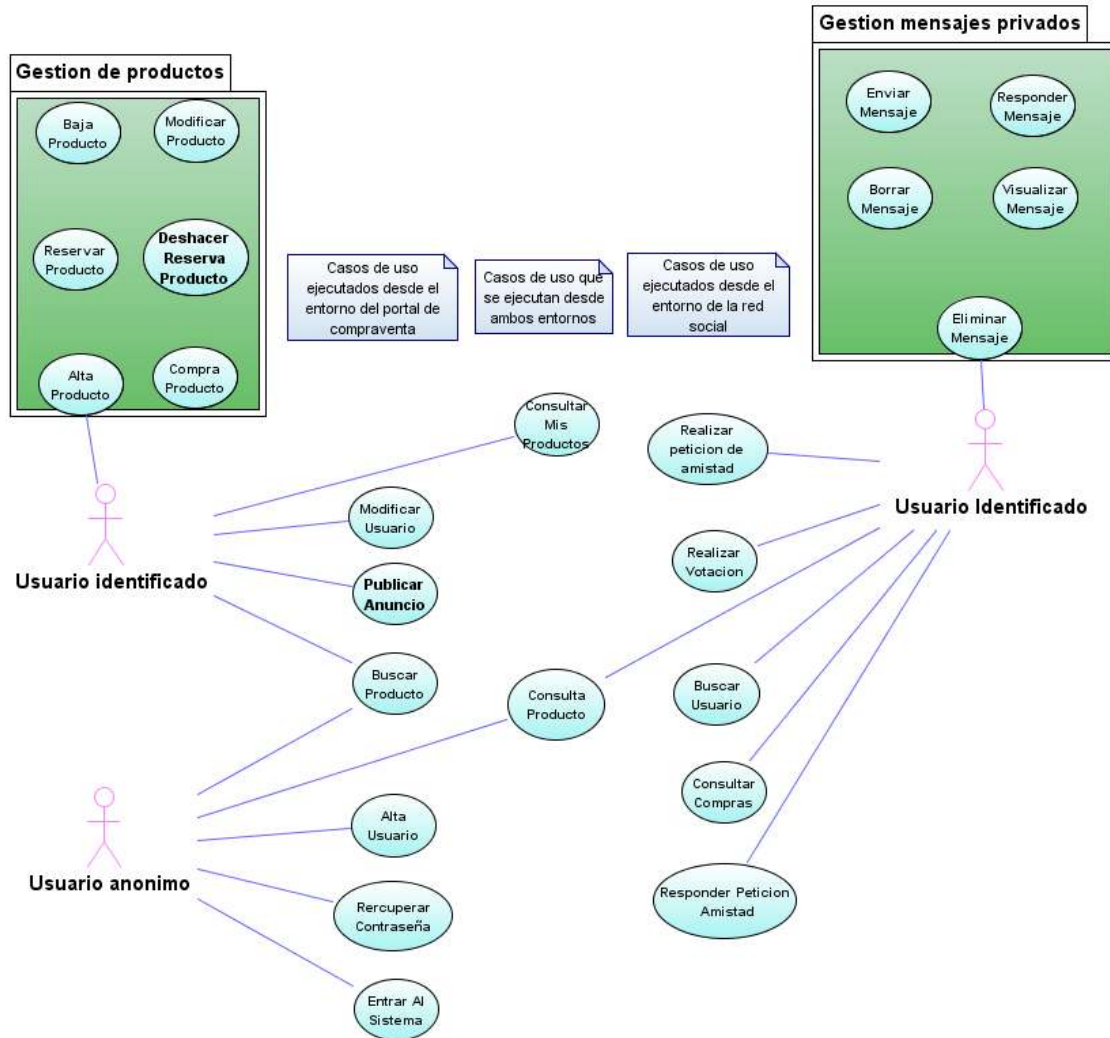 Gestion mensajes privados
Enviar
Mensaje
Responder
Mensaje
Borrar
Mensaje
Visualizar
Mensaje
Eliminar
Mensaje
Gestion de productos
Baja
Producto
Modificar
Producto
Reservar
Producto
Deshacer
Reserva
Producto
Alta
Producto
Compra
Producto
Casos de uso
ejecutados desde el
entorno del portal de
compraventa
Casos de uso que
se ejecutan desde
ambos entornos
Casos de uso
ejecutados desde el
entorno de la red
social
Consultar
Mis
Productos
Realizar
peticion de
amistad
Usuario Identificado
Modificar
Usuario
Usuario identificado
Realizar
Votacion
Publicar
Anuncio
Buscar
Producto
Consulta
Producto
Buscar
Usuario
Consultar
Compras
Alta
Usuario
Usuario anonimo
Rercuperar
Contraseña
Responder Peticion
Amistad
Entrar Al
Sistema